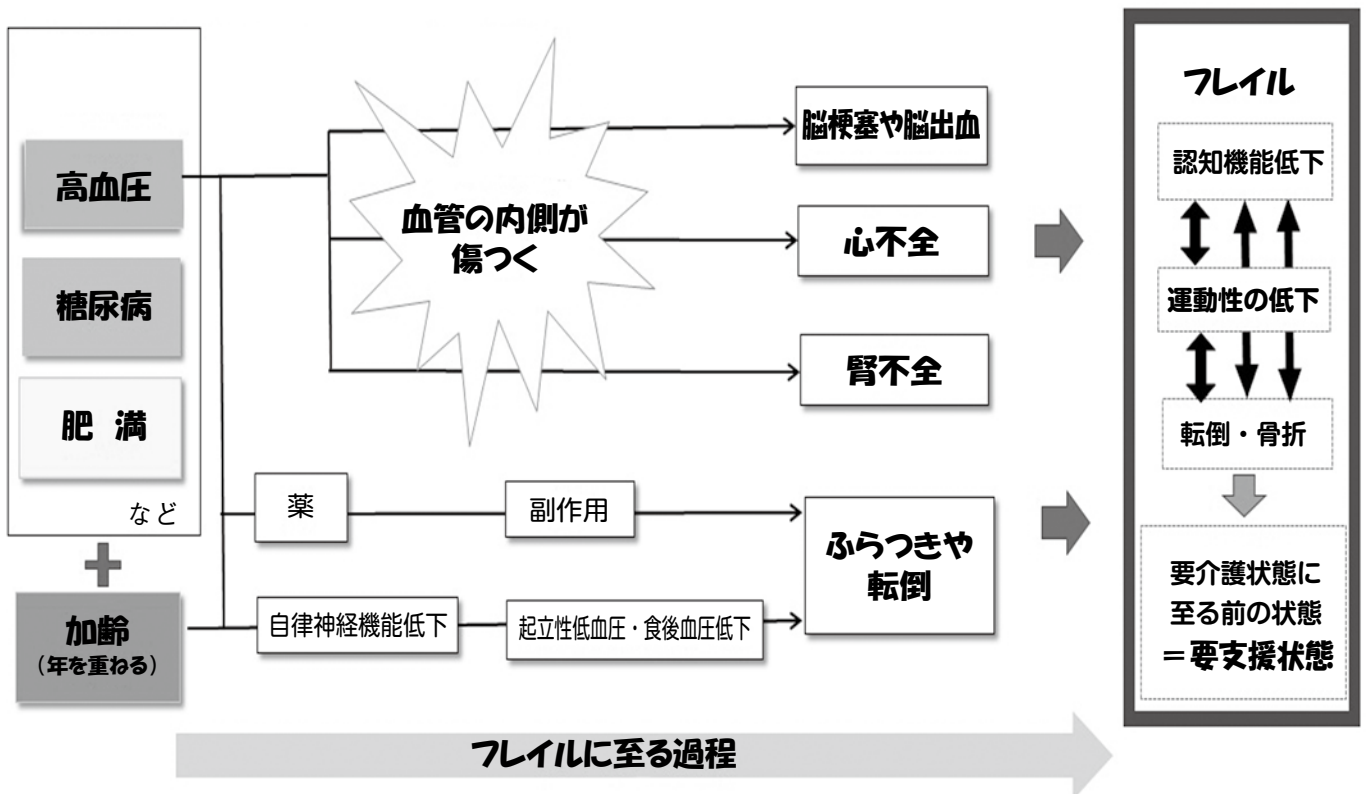 高血圧
糖尿病
肥 満
など
+
加齢
(年を重ねる)
血管の内側が
傷つく
脳梗塞や脳出血
心不全
腎不全
薬
副作用
自律神経機能低下
起立性低血圧・食後血圧低下
ふらつきや
転倒
フレイル
認知機能低下
運動性の低下
転倒・骨折
要介護状態に
至る前の状態
=要支援状態
フレイルに至る過程